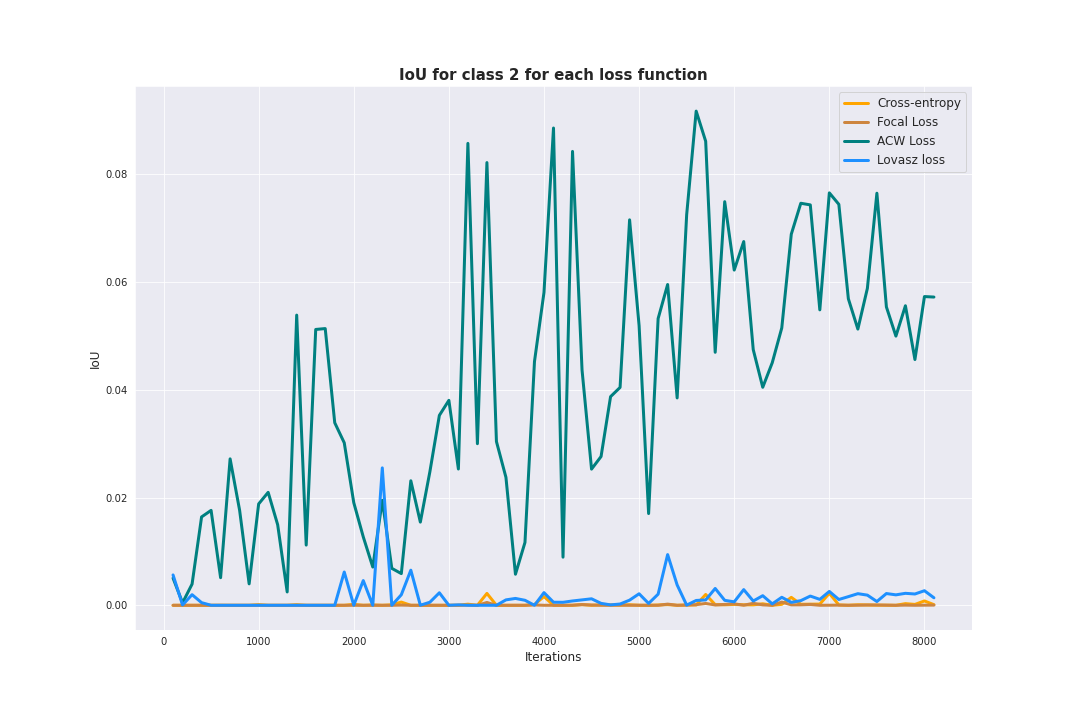 IoU for class 2 for each loss function
Cross-entropy
Focal Loss
ACW Loss
Lovasz loss
IoU
0.08
0.06
0.04
0.02
0.00
0 1000 2000 3000 4000 5000 6000 7000 8000
Iterations